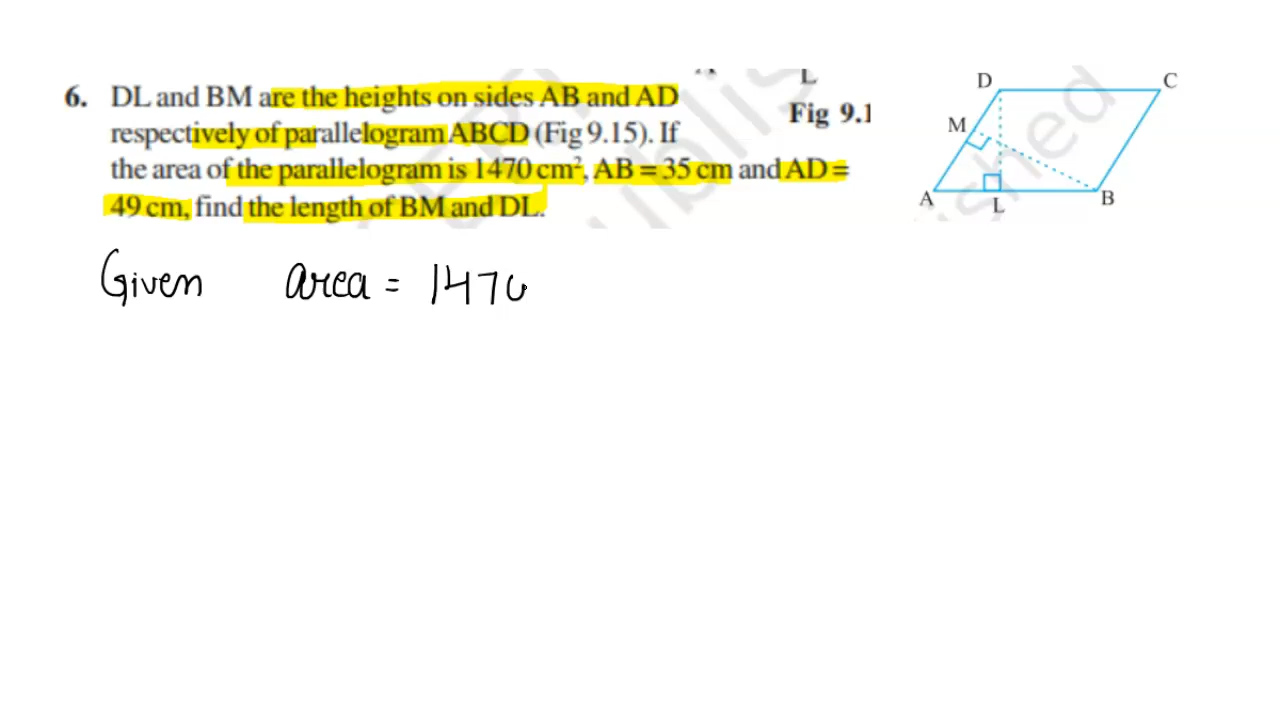 6. DL and BM are the heights on sides AB and AD
respectively of parallelogram ABCD (Fig 9.15). If
the area of the parallelogram is 1470 cm², AB = 35 cm and AD =
49 cm, find the length of BM and DL.
L
Fig 9.1
D C
M
A L B
Given area = 1470